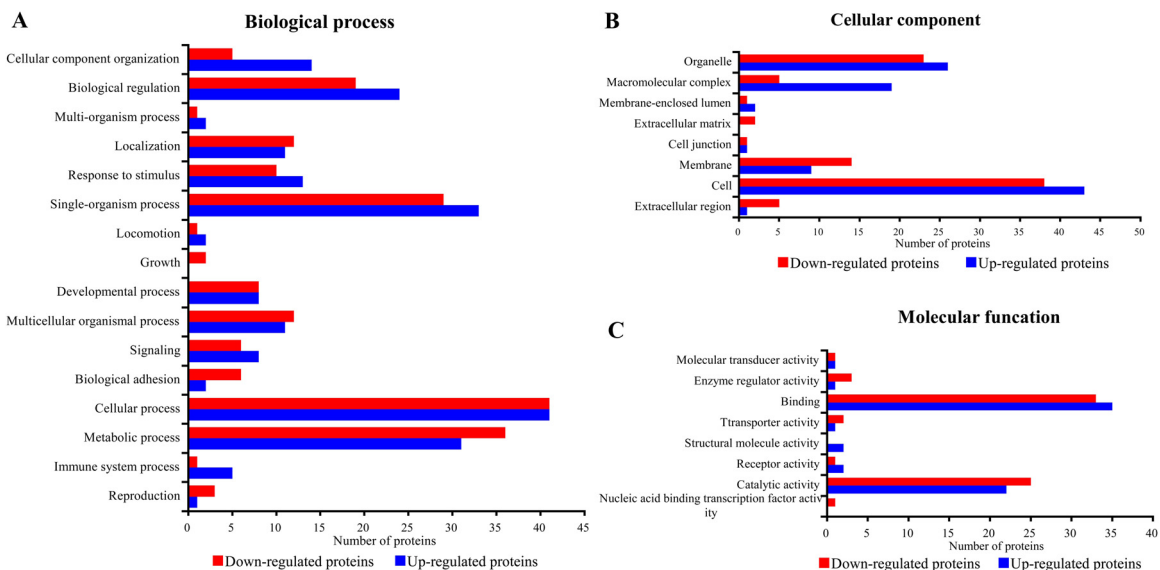 A
Biological process
Cellular component organization
Biological regulation
Multi-organism process
Localization
Response to stimulus
Single-organism process
Locomotion
Growth
Developmental process
Multicellular organismal process
Signaling
Biological adhesion
Cellular process
Metabolic process
Immune system process
Reproduction
0 5 10 15 20 25 30 35 40 45
Number of proteins
Down-regulated proteins Up-regulated proteins
B
Cellular component
Organelle
Macromolecular complex
Membrane-enclosed lumen
Extracellular matrix
Cell junction
Membrane
Cell
Extracellular region
0 5 10 15 20 25 30 35 40 45 50
Number of proteins
Down-regulated proteins Up-regulated proteins
C
Molecular funcation
Molecular transducer activity
Enzyme regulator activity
Binding
Ttransporter activity
Structural molecule activity
Receptor activity
Catalytic activity
Nucleic acid binding transcription factor activ
ity
0 5 10 15 20 25 30 35 40
Number of proteins
Down-regulated proteins Up-regulated proteins